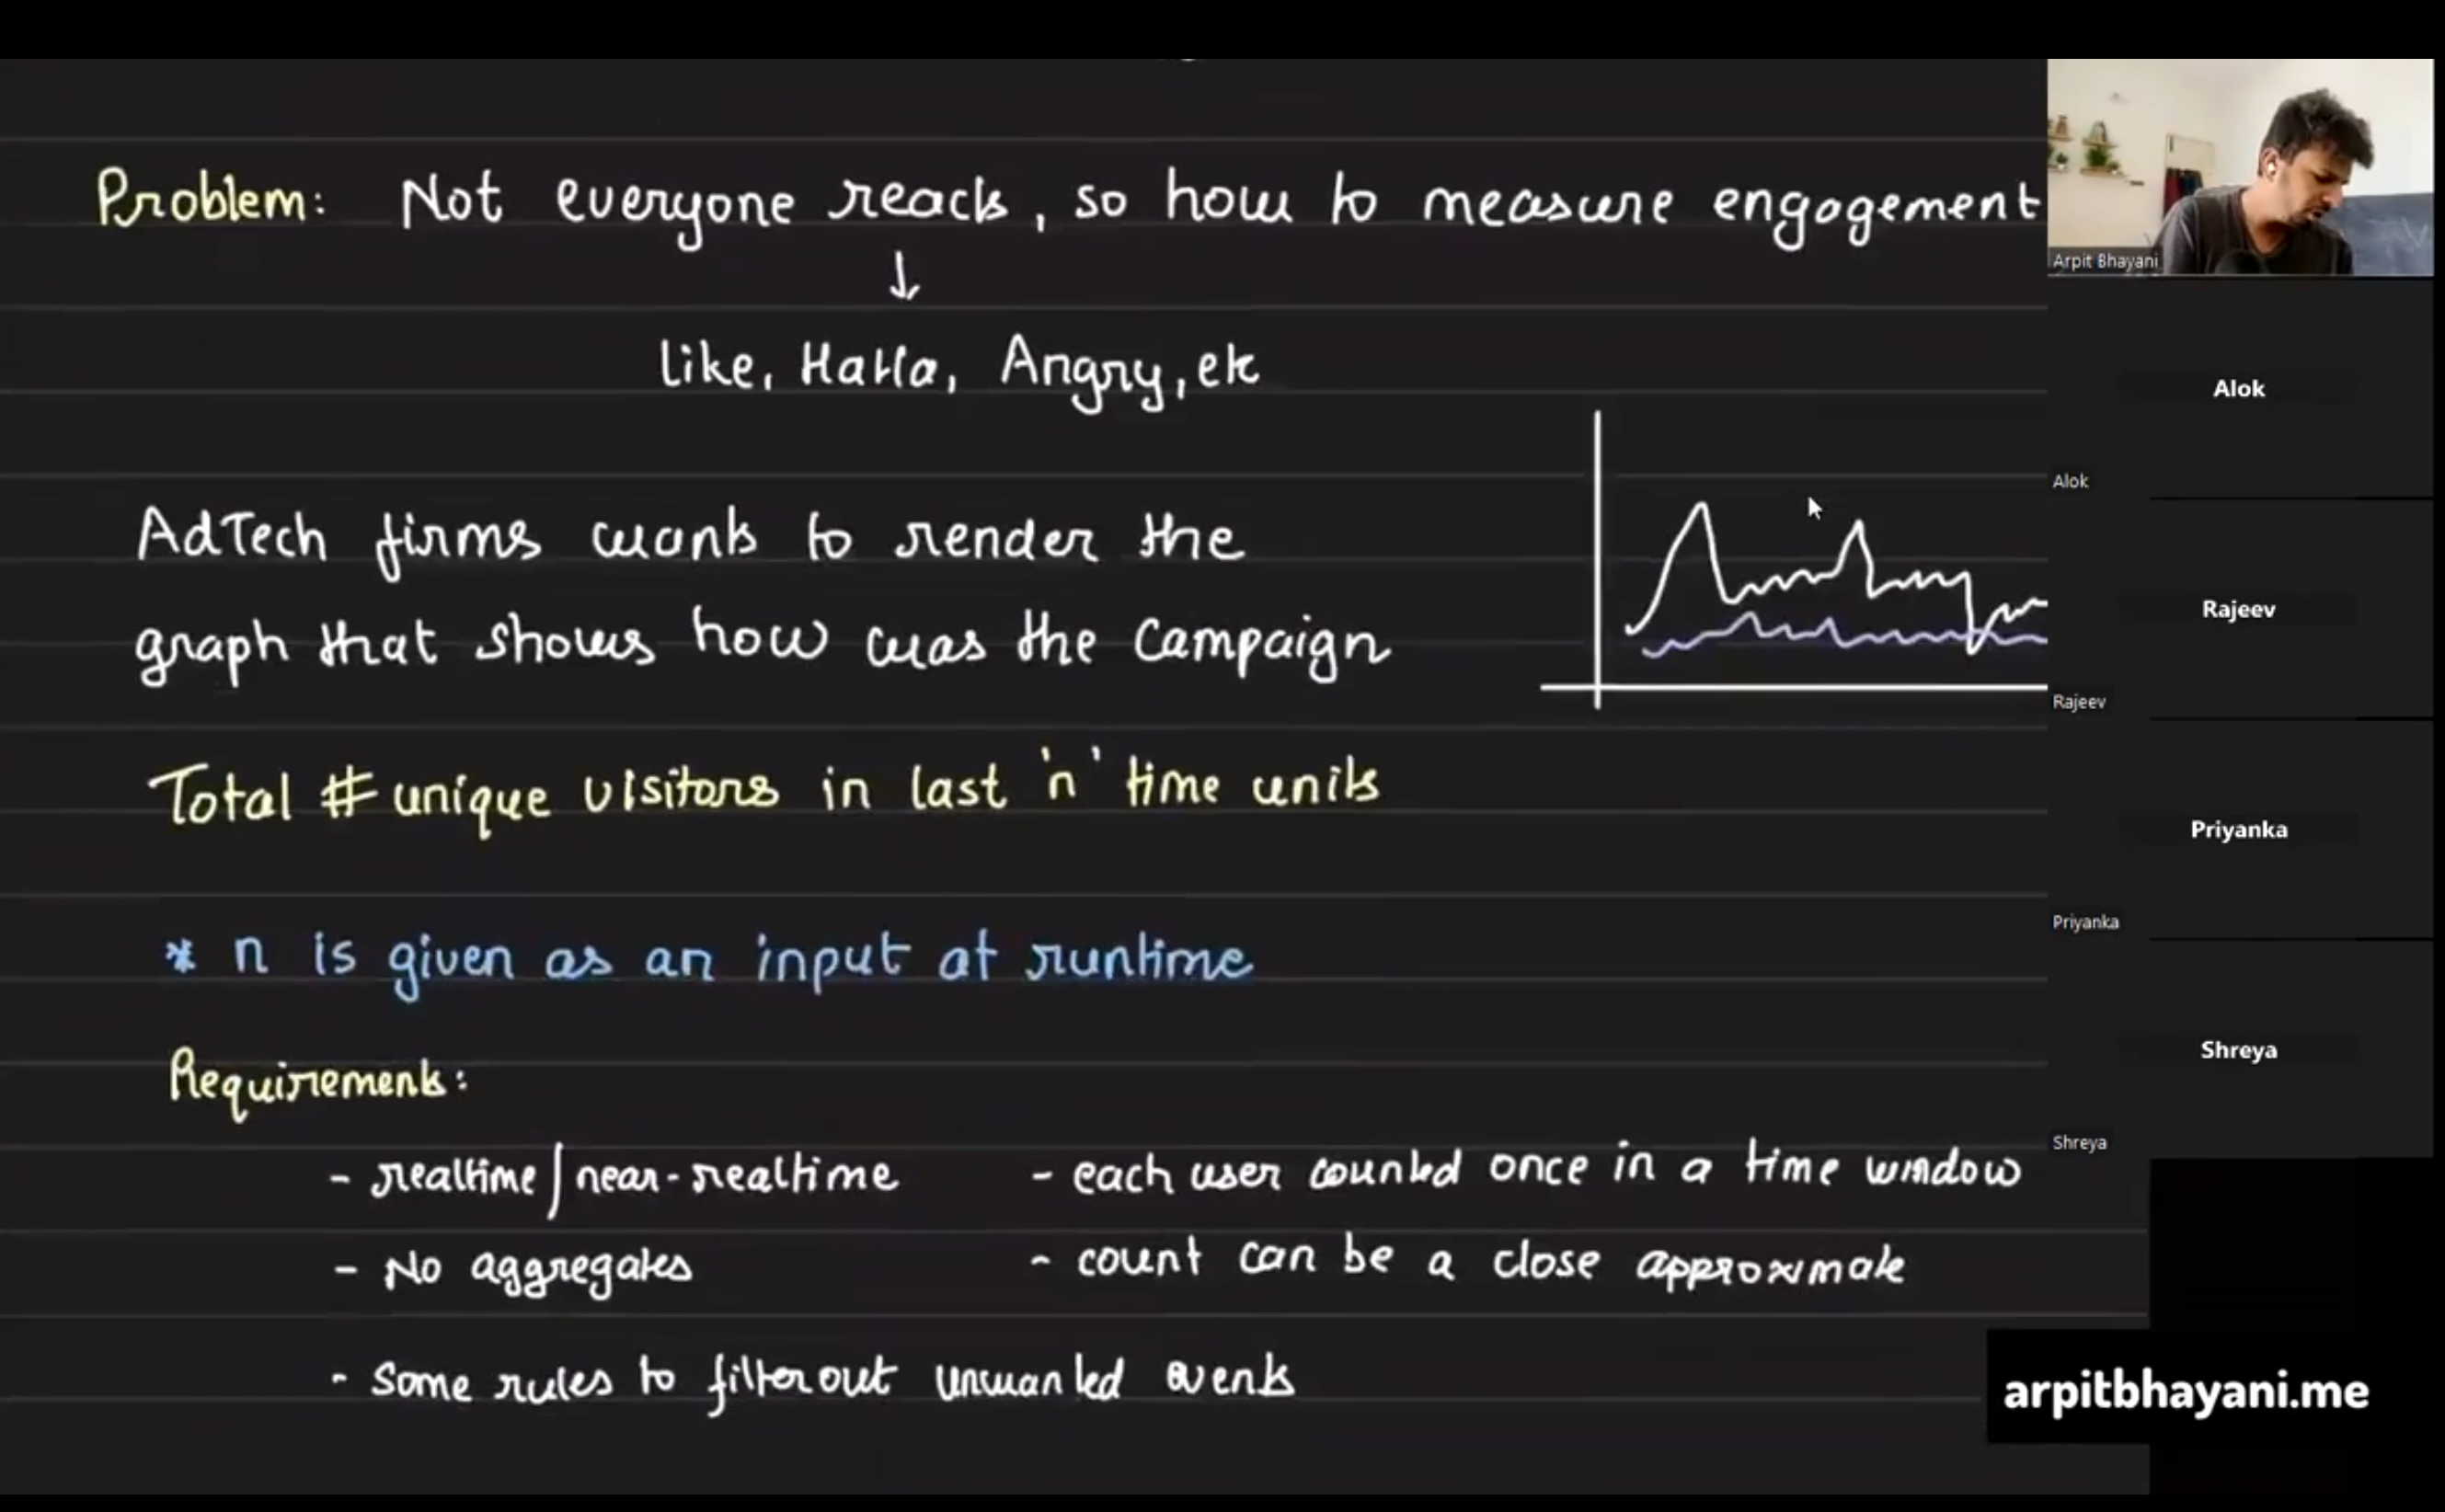 Problem: Not everyone reacts, so how to measure engagement
like, HaHa, Angry, etc
AdTech firms wants to render the
graph that shows how was the campaign
Total # unique visitors in last 'n' time units
* n is given as an input at runtime
Requirements:
- realtime/near-realtime
- each user counted once in a time window
- No aggregates
- count can be a close approximate
- Some rules to filter out unwanted events
Arpit Bhayani
Alok
Alok
Rajeev
Rajeev
Priyanka
Priyanka
Shreya
Shreya
arpitbhayani.me